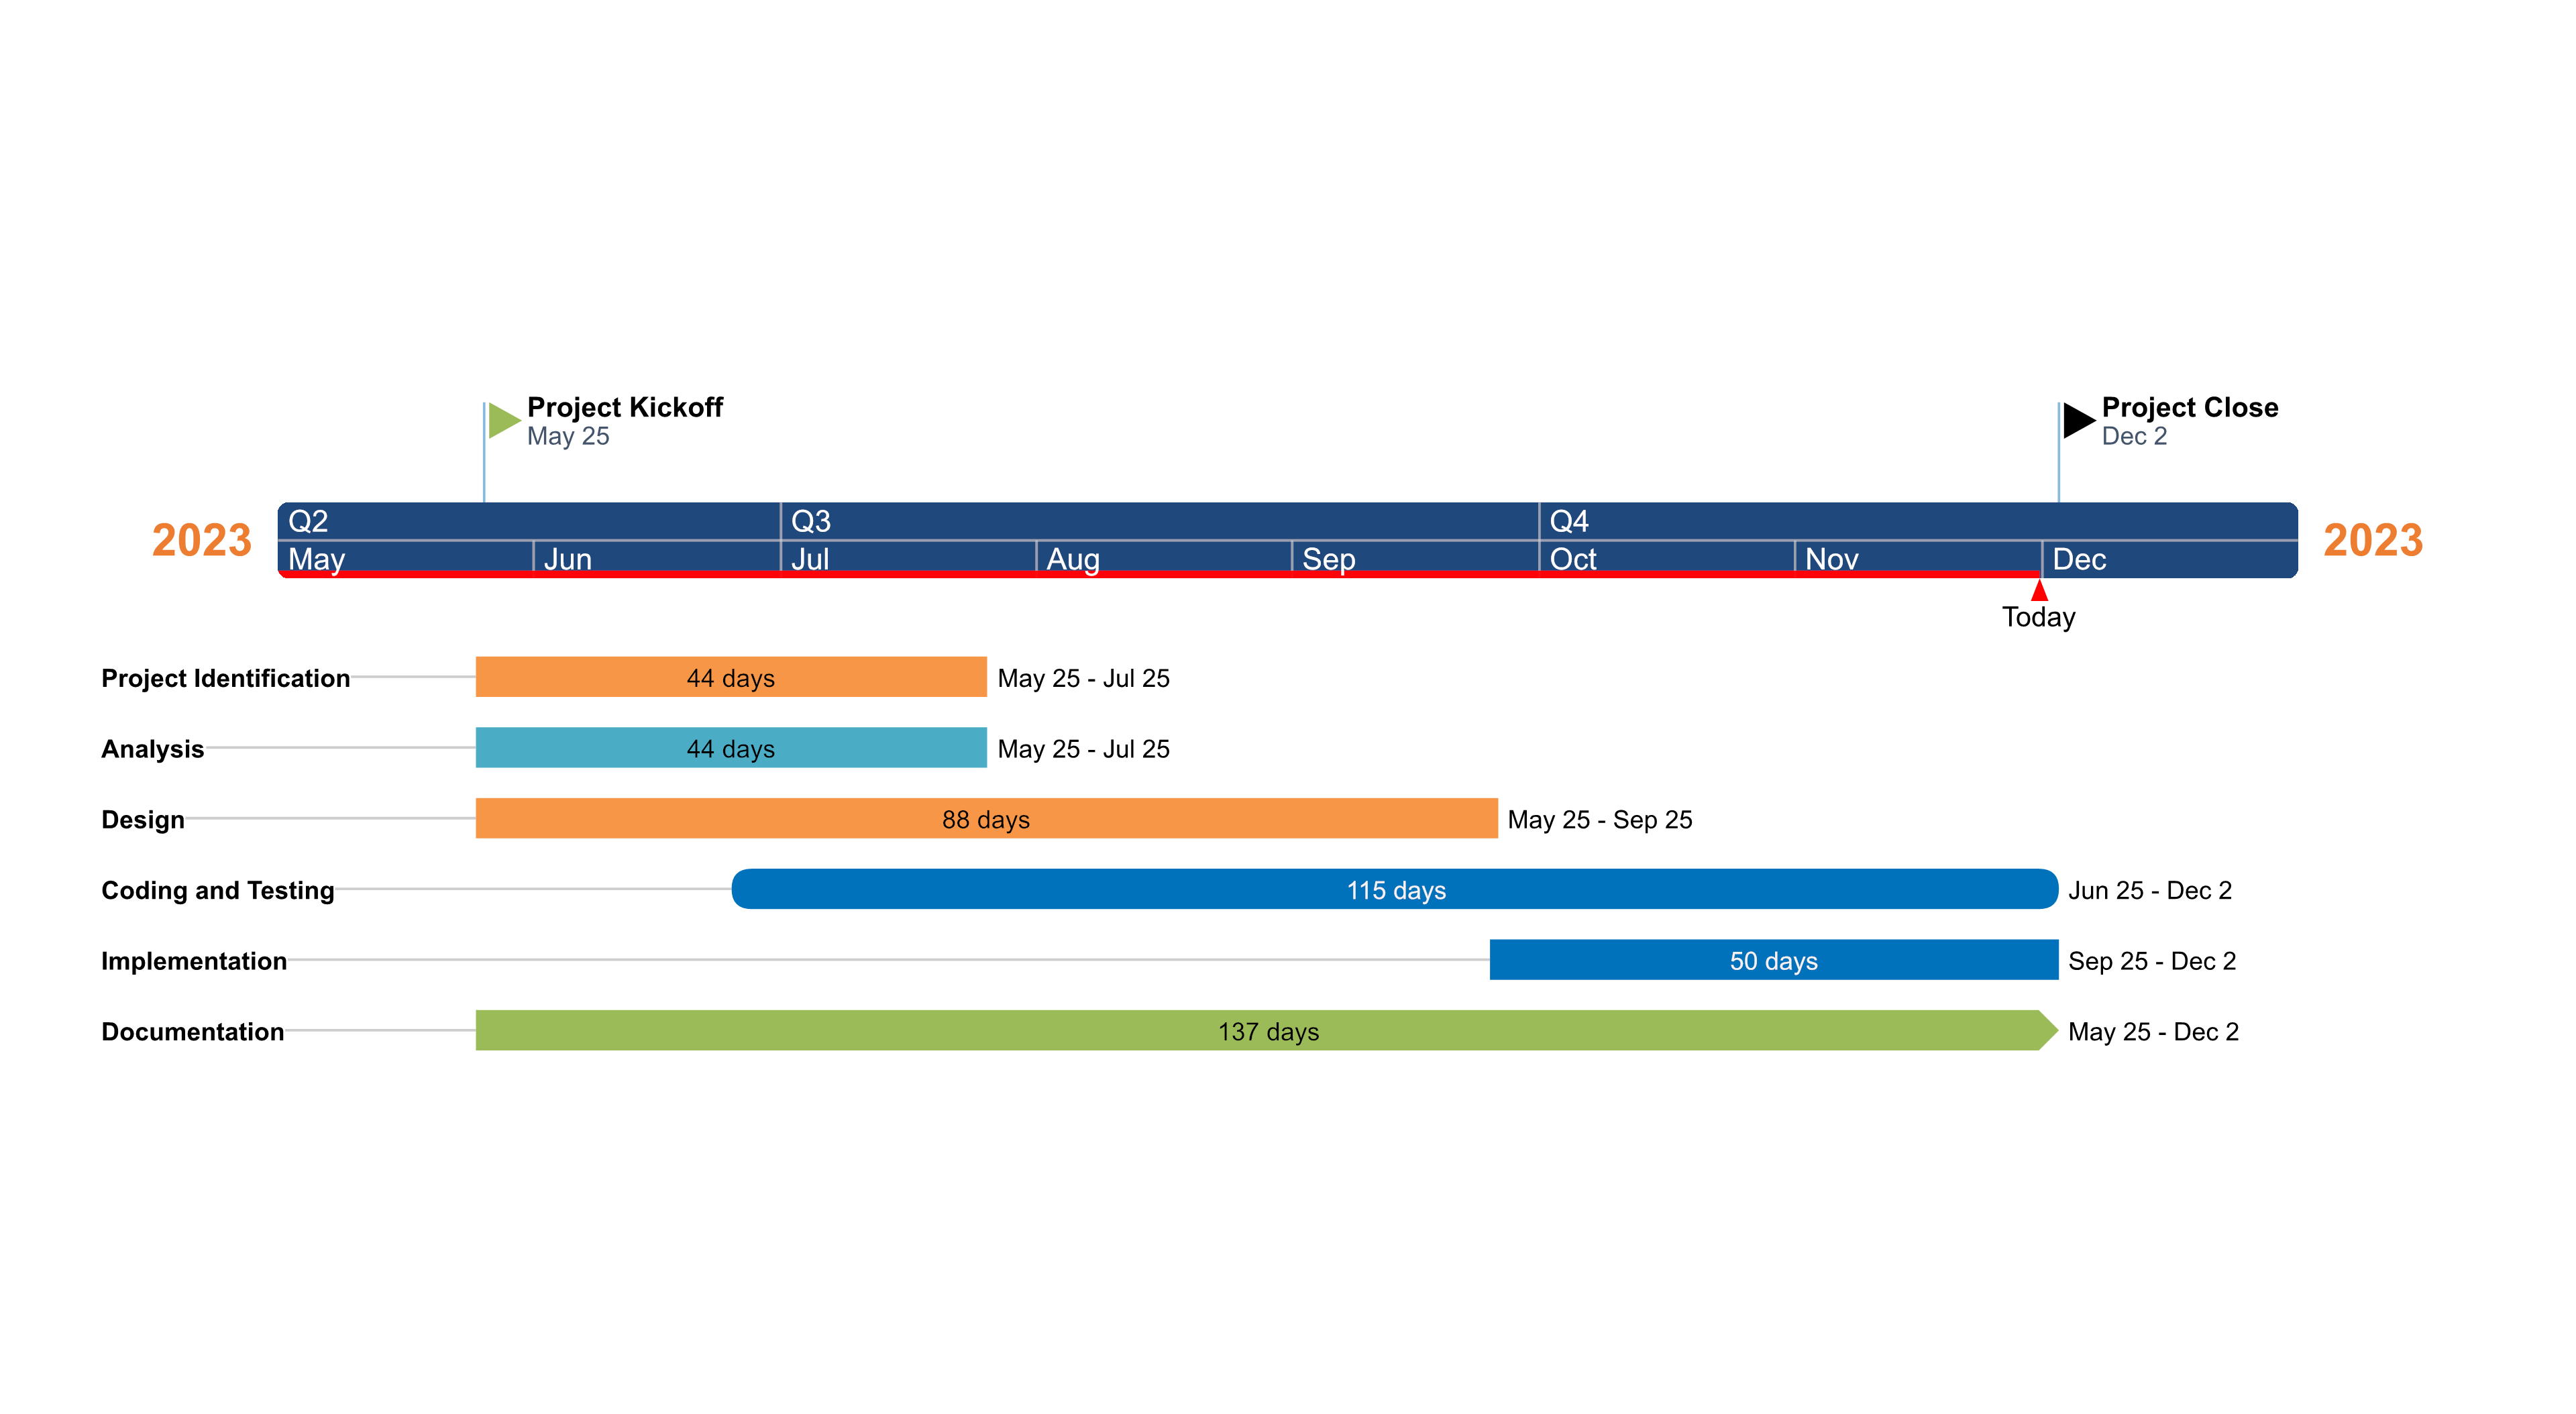 Project Kickoff
May 25
Project Close
Dec 2
2023
Q2 Q3 Q4
May Jun Jul Aug Sep Oct Nov Dec
2023
Today
Project Identification 44 days May 25 - Jul 25
Analysis 44 days May 25 - Jul 25
Design 88 days May 25 - Sep 25
Coding and Testing 115 days Jun 25 - Dec 2
Implementation 50 days Sep 25 - Dec 2
Documentation 137 days May 25 - Dec 2